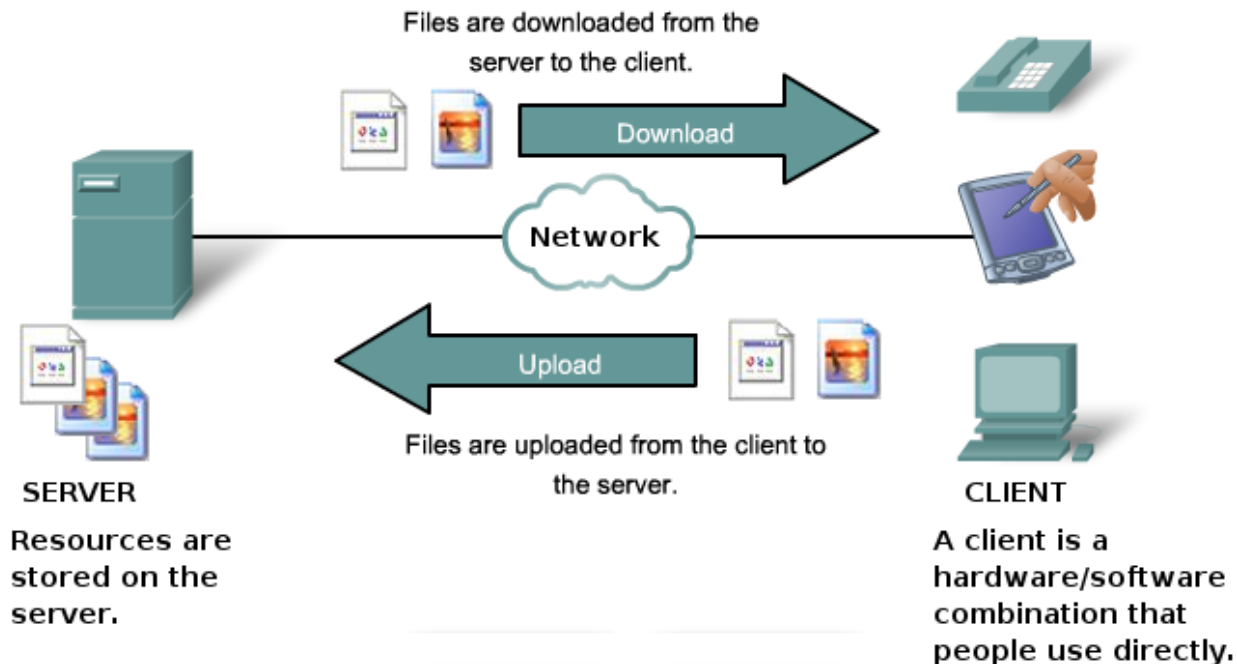 Files are downloaded from the
server to the client.
Download
Network
Upload
Files are uploaded from the client to
the server.
SERVER
Resources are
stored on the
server.
CLIENT
A client is a
hardware/software
combination that
people use directly.